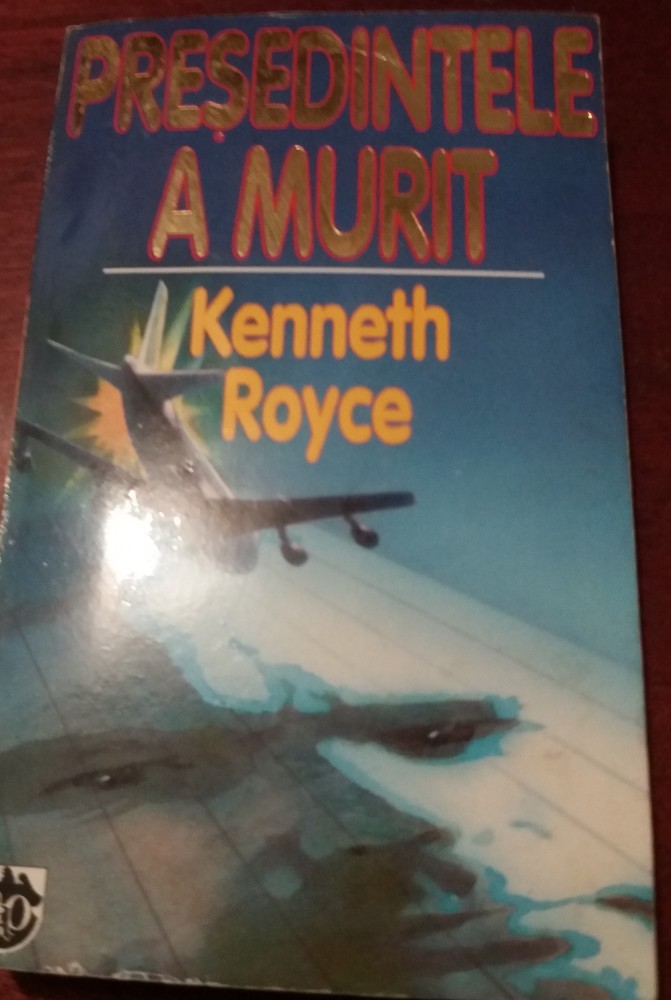 PREȘEDINTELE
A MURIT
Kenneth
Royce